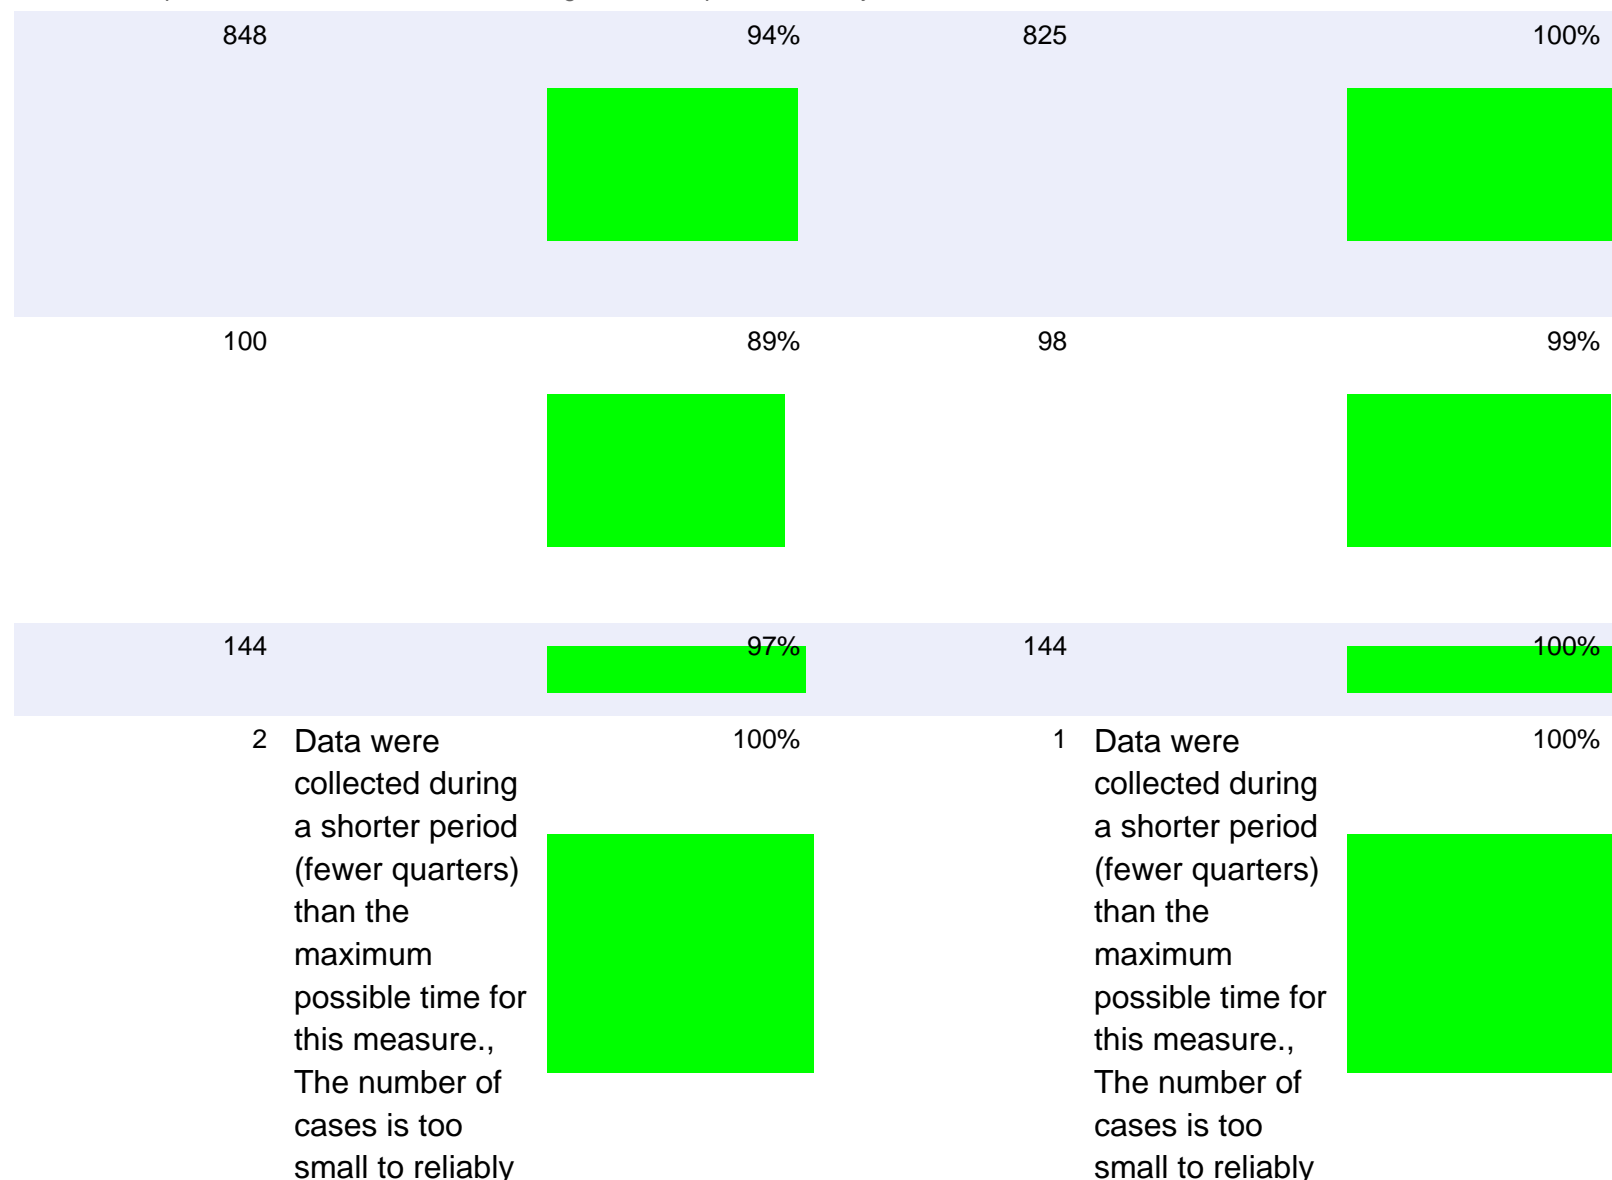 848 94% 825 100%
100 89% 98 99%
144 97% 144 100%
2 Data were 100% 1 Data were 100%
collected during collected during
a shorter period a shorter period
(fewer quarters) (fewer quarters)
than the than the
maximum maximum
possible time for possible time for
this measure., this measure.,
The number of The number of
cases is too cases is too
small to reliably small to reliably